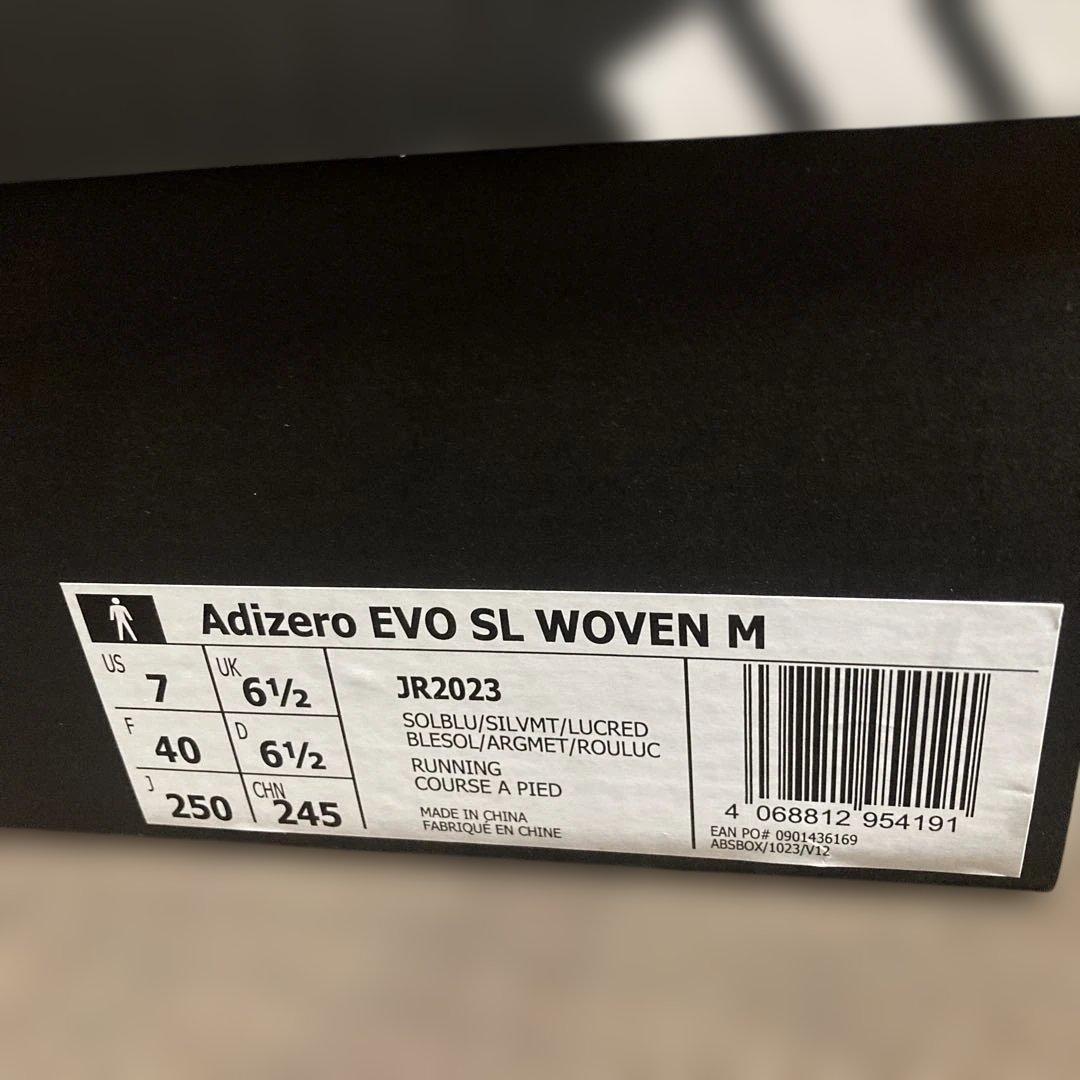 Adizero EVO SL WOVEN M
US 7 UK 6½
F 40 D 6½
J 250 CHN 245
JR2023
SOLBLU/SILVMT/LUCRED
BLESOL/ARGMET/ROULUC
RUNNING
COURSE A PIED
MADE IN CHINA
FABRIQUÉ EN CHINE
4 068812 954191
EAN PO# 0901436169
ABSBOX/1023/V12